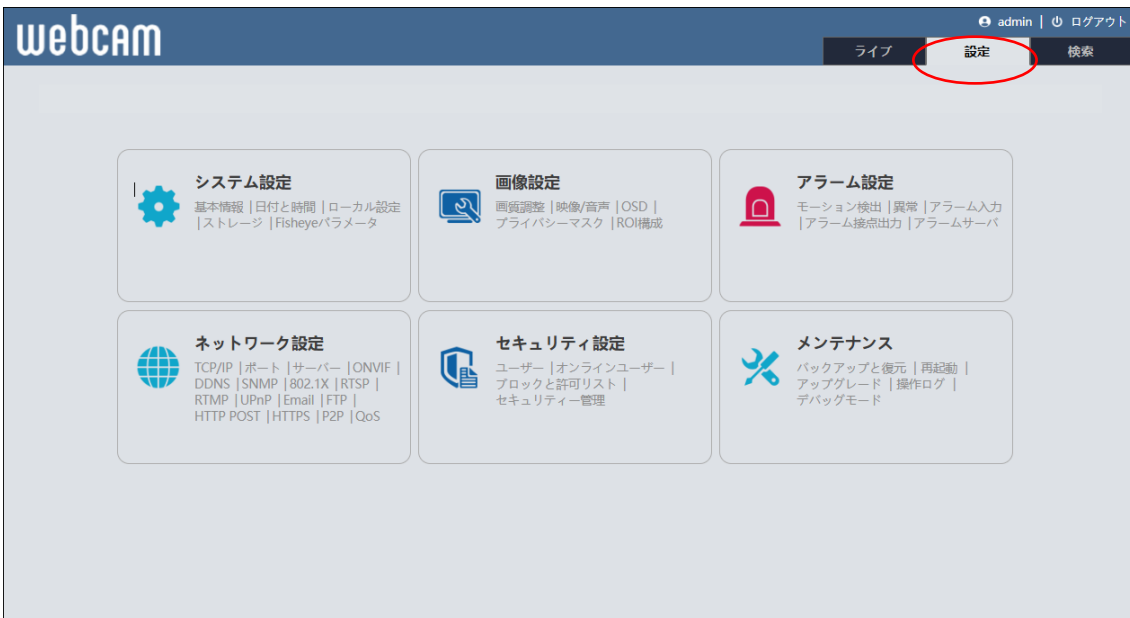 webcam
admin | ログアウト
ライブ 設定 検索
システム設定
基本情報 |日付と時間 |ローカル設定
|ストレージ |Fisheyeパラメータ
画像設定
画質調整 |映像/音声 |OSD |
プライバシーマスク |ROI構成
アラーム設定
モーション検出 |異常 |アラーム入力
|アラーム接点出力 |アラームサーバ
ネットワーク設定
TCP/IP |ポート |サーバー |ONVIF |
DDNS |SNMP |802.1X |RTSP |
RTMP |UPnP |Email |FTP |
HTTP POST |HTTPS |P2P |QoS
セキュリティ設定
ユーザー |オンラインユーザー |
ブロックと許可リスト |
セキュリティー管理
メンテナンス
バックアップと復元 |再起動 |
アップグレード |操作ログ |
デバッグモード